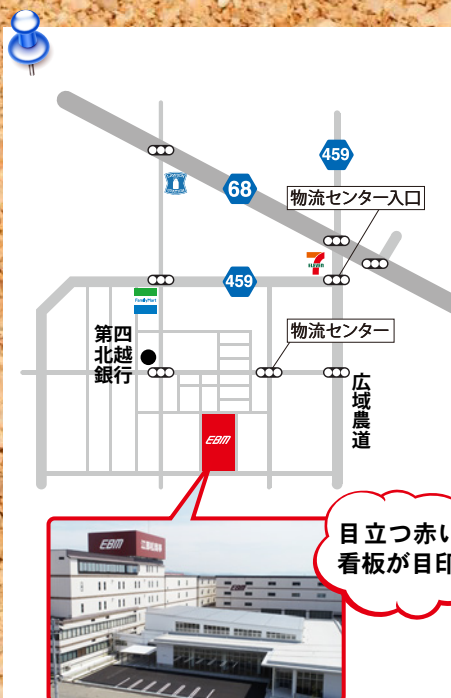 459
68
物流センター入口
ELEVEN
459
FamilyMart
第四
北越
銀行
物流センター
広域農道
EBM
EBM
目立つ赤い
看板が目印